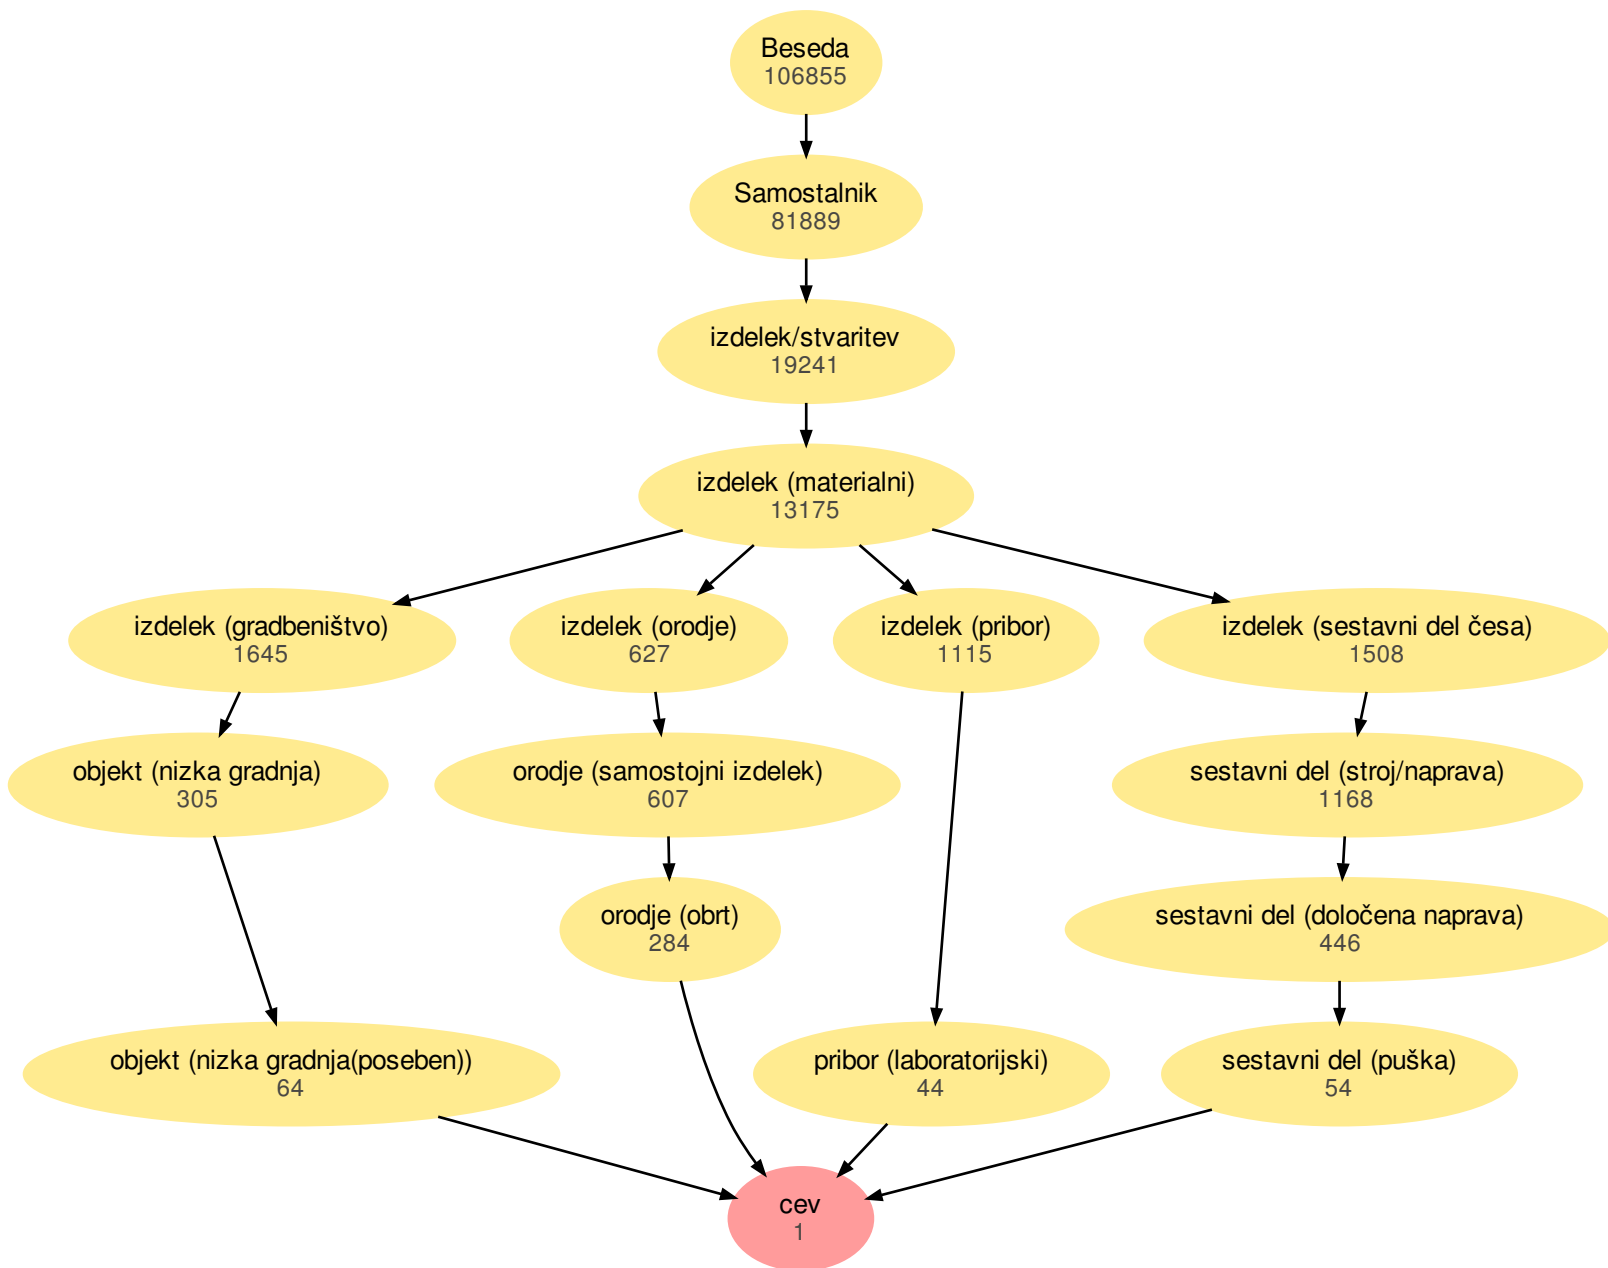 Beseda
106855
Samostalnik
81889
izdelek/stvaritev
19241
izdelek (materialni)
13175
izdelek (gradbeništvo)
1645
izdelek (orodje)
627
izdelek (pribor)
1115
izdelek (sestavni del česa)
1508
objekt (nizka gradnja)
305
orodje (samostojni izdelek)
607
sestavni del (stroj/naprava)
1168
orodje (obrt)
284
sestavni del (določena naprava)
446
objekt (nizka gradnja(poseben))
64
pribor (laboratorijski)
44
sestavni del (puška)
54
cev
1